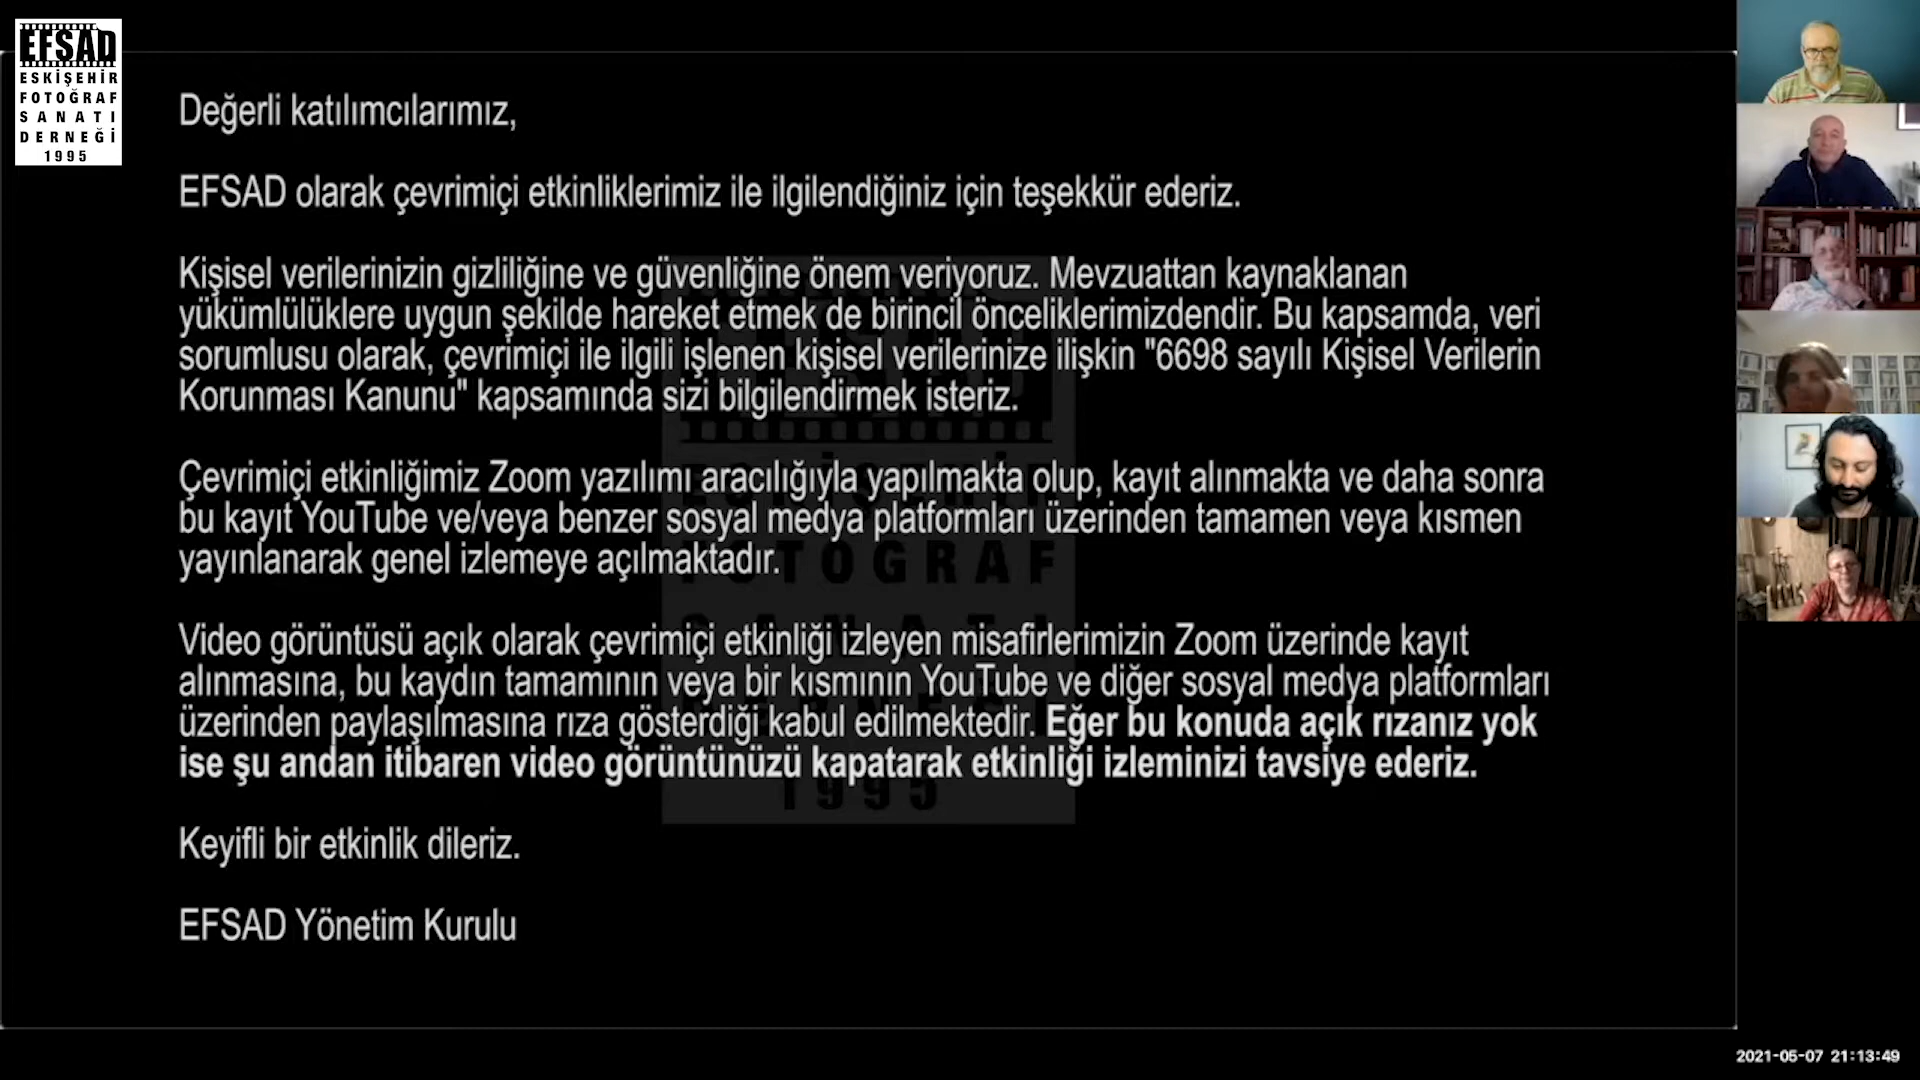 EFSAD
ESKİŞEHİR
FOTOĞRAF
SANATI
DERNEĞİ
1995
Değerli katılımcılarımız,
EFSAD olarak çevrimiçi etkinliklerimiz ile ilgilendiğiniz için teşekkür ederiz.
Kişisel verilerinizin gizliliğine ve güvenliğine önem veriyoruz. Mevzuattan kaynaklanan
yükümlülüklere uygun şekilde hareket etmek de birincil önceliklerimizdendir. Bu kapsamda, veri
sorumlusu olarak, çevrimiçi ile ilgili işlenen kişisel verilerinize ilişkin "6698 sayılı Kişisel Verilerin
Korunması Kanunu" kapsamında sizi bilgilendirmek isteriz.
Çevrimiçi etkinliğimiz Zoom yazılımı aracılığıyla yapılmakta olup, kayıt alınmakta ve daha sonra
bu kayıt YouTube ve/veya benzer sosyal medya platformları üzerinden tamamen veya kısmen
yayınlanarak genel izlemeye açılmaktadır.
Video görüntüsü açık olarak çevrimiçi etkinliği izleyen misafirlerimizin Zoom üzerinde kayıt
alınmasına, bu kaydın tamamının veya bir kısmının YouTube ve diğer sosyal medya platformları
üzerinden paylaşılmasına rıza gösterdiği kabul edilmektedir. Eğer bu konuda açık rızanız yok
ise şu andan itibaren video görüntünüzü kapatarak etkinliği izleminizi tavsiye ederiz.
Keyifli bir etkinlik dileriz.
EFSAD Yönetim Kurulu
2021-05-07 21:13:49